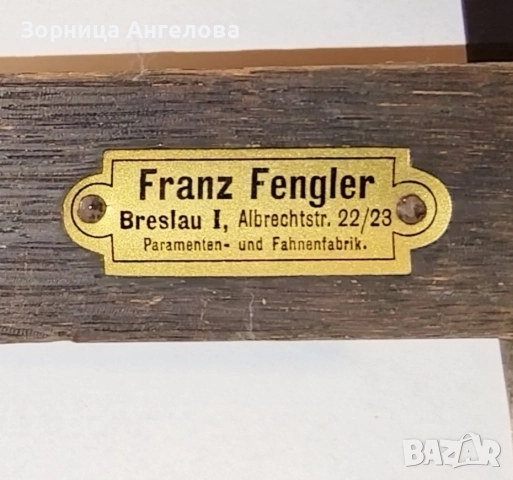 Зорница Ангелова
Franz Fengler
Breslau I, Albrechtstr. 22/23
Paramenten- und Fahnenfabrik.
BAZAR